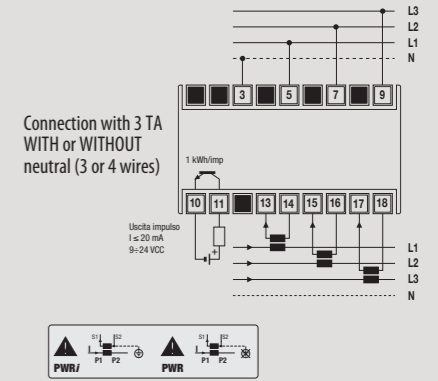 L3
L2
L1
N
3 5 7 9
Connection with 3 TA
WITH or WITHOUT
neutral (3 or 4 wires)
1 kWh/imp
10 11 13 14 15 16 17 18
Uscita impulso
I ≤ 20 mA
9÷24 VCC
+
L1
L2
L3
N
S1 S2 S1 S2
P1 P2 P1 P2
PWRi PWR